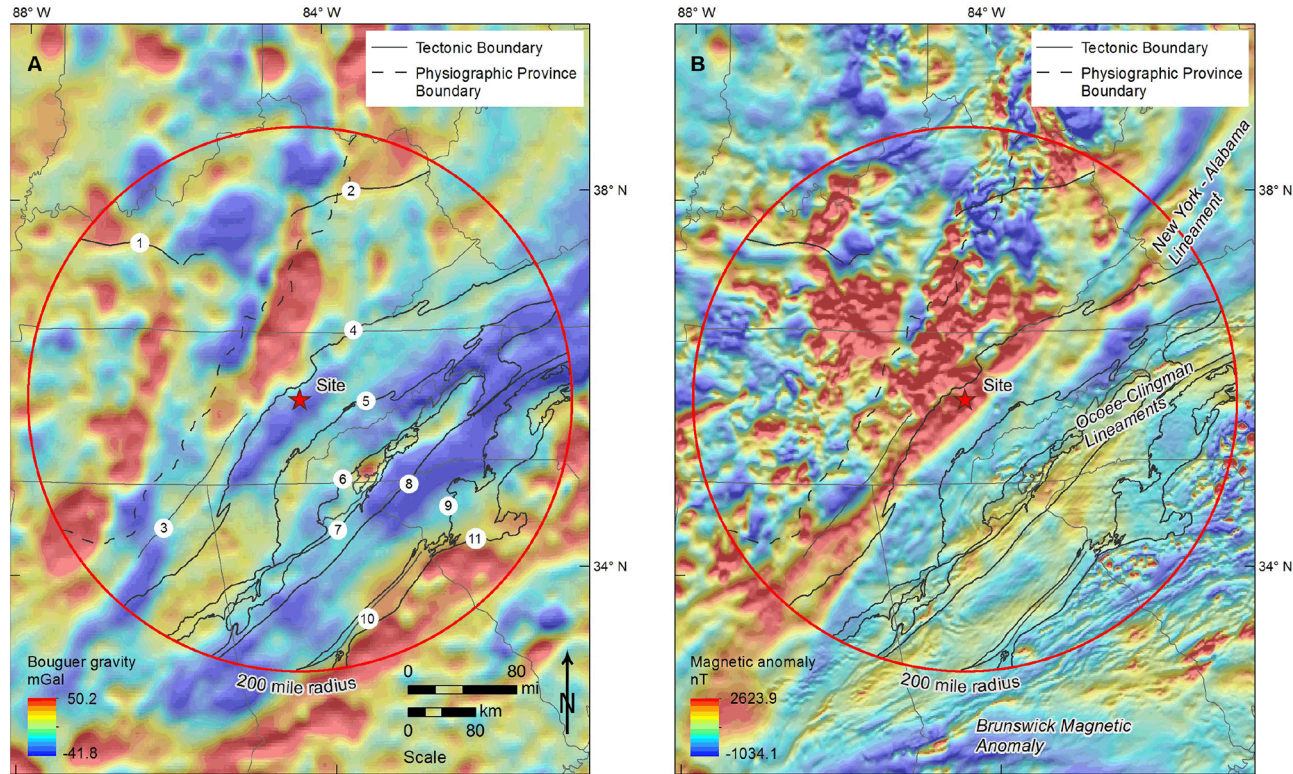 88° W
84° W
A
Tectonic Boundary
Physiographic Province
Boundary
2
38° N
1
4
Site
5
6
8
9
3
7
11
34° N
10
Bouguer gravity
mGal
50.2
-41.8
200 mile radius
0
80
mi
km
0
80
Scale
N
88° W
84° W
B
Tectonic Boundary
Physiographic Province
Boundary
New York - Alabama
Lineament
38° N
Site
Ocoee-Clingman
Lineaments
34° N
Magnetic anomaly
nT
2623.9
-1034.1
200 mile radius
Brunswick Magnetic
Anomaly